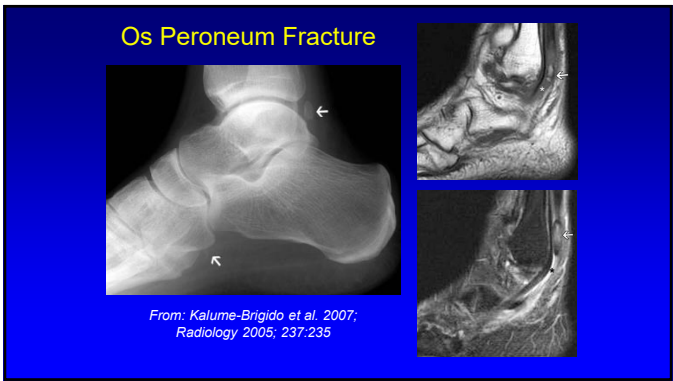 Os Peroneum Fracture
From: Kalume-Brigido et al. 2007;
Radiology 2005; 237:235